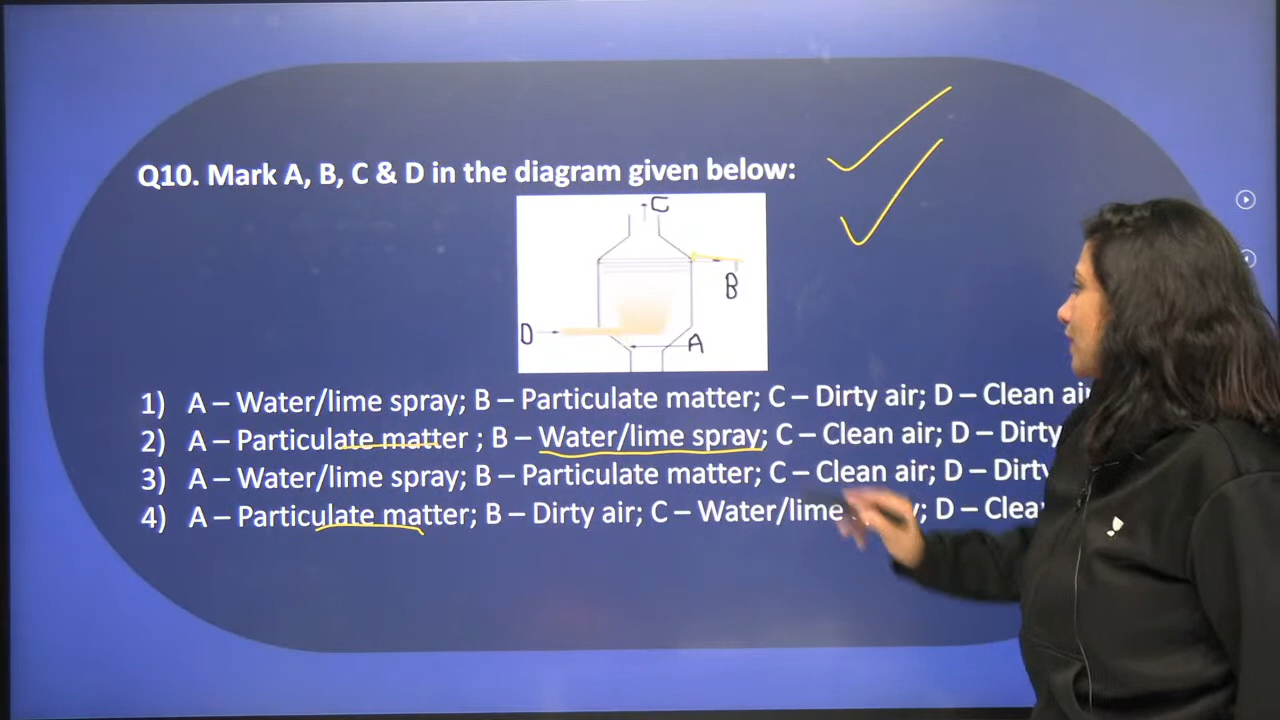 Q10. Mark A, B, C & D in the diagram given below:
C
B
D
A
1) A – Water/lime spray; B – Particulate matter; C – Dirty air; D – Clean air
2) A – Particulate matter ; B – Water/lime spray; C – Clean air; D – Dirty
3) A – Water/lime spray; B – Particulate matter; C – Clean air; D – Dirty
4) A – Particulate matter; B – Dirty air; C – Water/lime D –